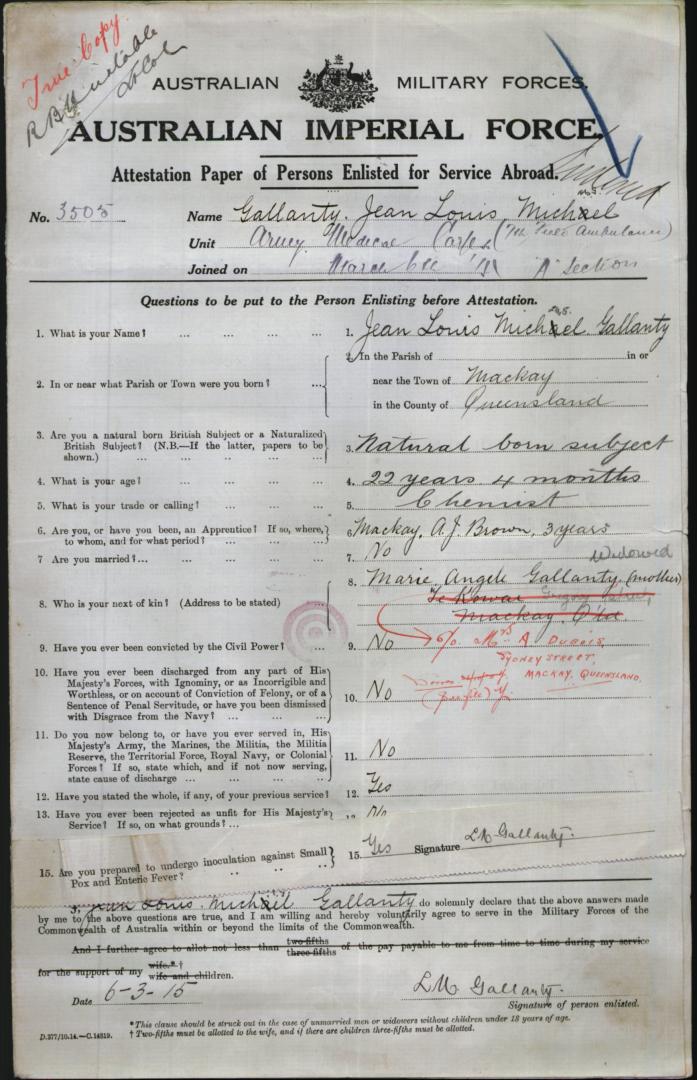 True Copy.
AUSTRALIAN MILITARY FORCES.
AUSTRALIAN IMPERIAL FORCE.
Attestation Paper of Persons Enlisted for Service Abroad.
No. 3505 Name Gallanty. Jean Louis, Michael
Unit Army Medical Corps (7th Field Ambulance)
Joined on March 6th '15 "A" Section
Questions to be put to the Person Enlisting before Attestation.
1. What is your Name? ... ... ... ... 1. Jean Louis Michael Gallanty
2. In or near what Parish or Town were you born? ... 2. In the Parish of in or
near the Town of Mackay
in the County of Queensland
3. Are you a natural born British Subject or a Naturalized
British Subject? (N.B.—If the latter, papers to be
shown.) ... ... ... ... 3. Natural born subject
4. What is your age? ... ... ... ... 4. 22 years 4 months
5. What is your trade or calling? ... ... ... 5. Chemist
6. Are you, or have you been, an Apprentice? If so, where,
to whom, and for what period? ... ... ... 6. Mackay, A.J. Brown, 3 years
7 Are you married?... ... ... ... ... 7. No
Widowed
8. Who is your next of kin? (Address to be stated) ... 8. Marie Angele Gallanty (mother)
Te Kowai
Mackay. Q'ld
c/o. Mrs A. Dubois,
Sydney Street,
Mackay, Queensland.
9. Have you ever been convicted by the Civil Power? ... 9. No
10. Have you ever been discharged from any part of His
Majesty's Forces, with Ignominy, or as Incorrigible and
Worthless, or on account of Conviction of Felony, or of a
Sentence of Penal Servitude, or have you been dismissed
with Disgrace from the Navy? ... ... ... 10. No
11. Do you now belong to, or have you ever served in, His
Majesty's Army, the Marines, the Militia, the Militia
Reserve, the Territorial Force, Royal Navy, or Colonial
Forces? If so, state which, and if not now serving,
state cause of discharge ... ... ... ... 11. No
12. Have you stated the whole, if any, of your previous service? 12. Yes
13. Have you ever been rejected as unfit for His Majesty's
Service? If so, on what grounds?... ... ... No
15. Are you prepared to undergo inoculation against Small
Pox and Enteric Fever? .. .. .. 15. Yes Signature L M Gallanty.
I, Jean Louis Michael Gallanty do solemnly declare that the above answers made
by me to the above questions are true, and I am willing and hereby voluntarily agree to serve in the Military Forces of the
Commonwealth of Australia within or beyond the limits of the Commonwealth.
And I further agree to allot not less than two-fifths three-fifths of the pay payable to me from time to time during my service
for the support of my wife.*† wife and children.
Date 6-3-15 L M Gallanty.
Signature of person enlisted.
*This clause should be struck out in the case of unmarried men or widowers without children under 18 years of age.
† Two-fifths must be allotted to the wife, and if there are children three-fifths must be allotted.
D.377/10.14.—C.14819.